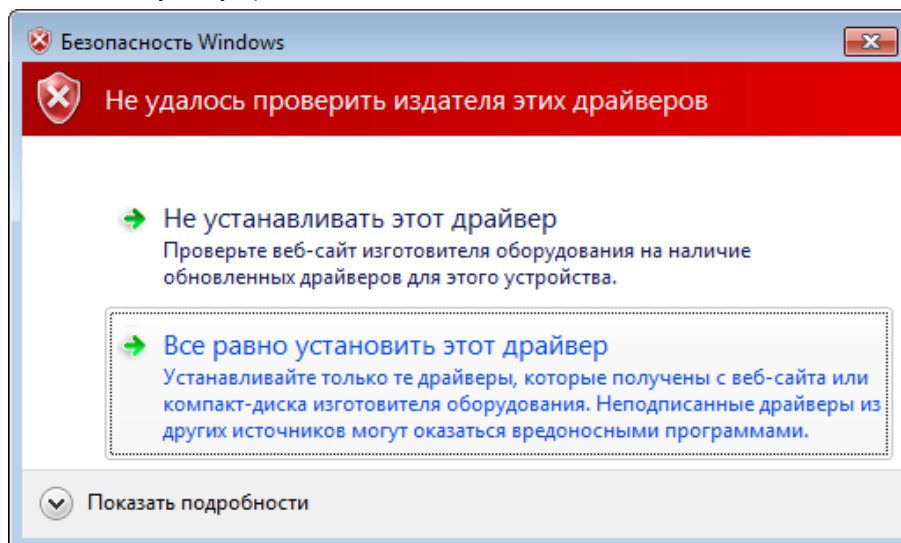 Безопасность Windows
Не удалось проверить издателя этих драйверов
Не устанавливать этот драйвер
Проверьте веб-сайт изготовителя оборудования на наличие
обновленных драйверов для этого устройства.
Все равно установить этот драйвер
Устанавливайте только те драйверы, которые получены с веб-сайта или
компакт-диска изготовителя оборудования. Неподписанные драйверы из
других источников могут оказаться вредоносными программами.
Показать подробности